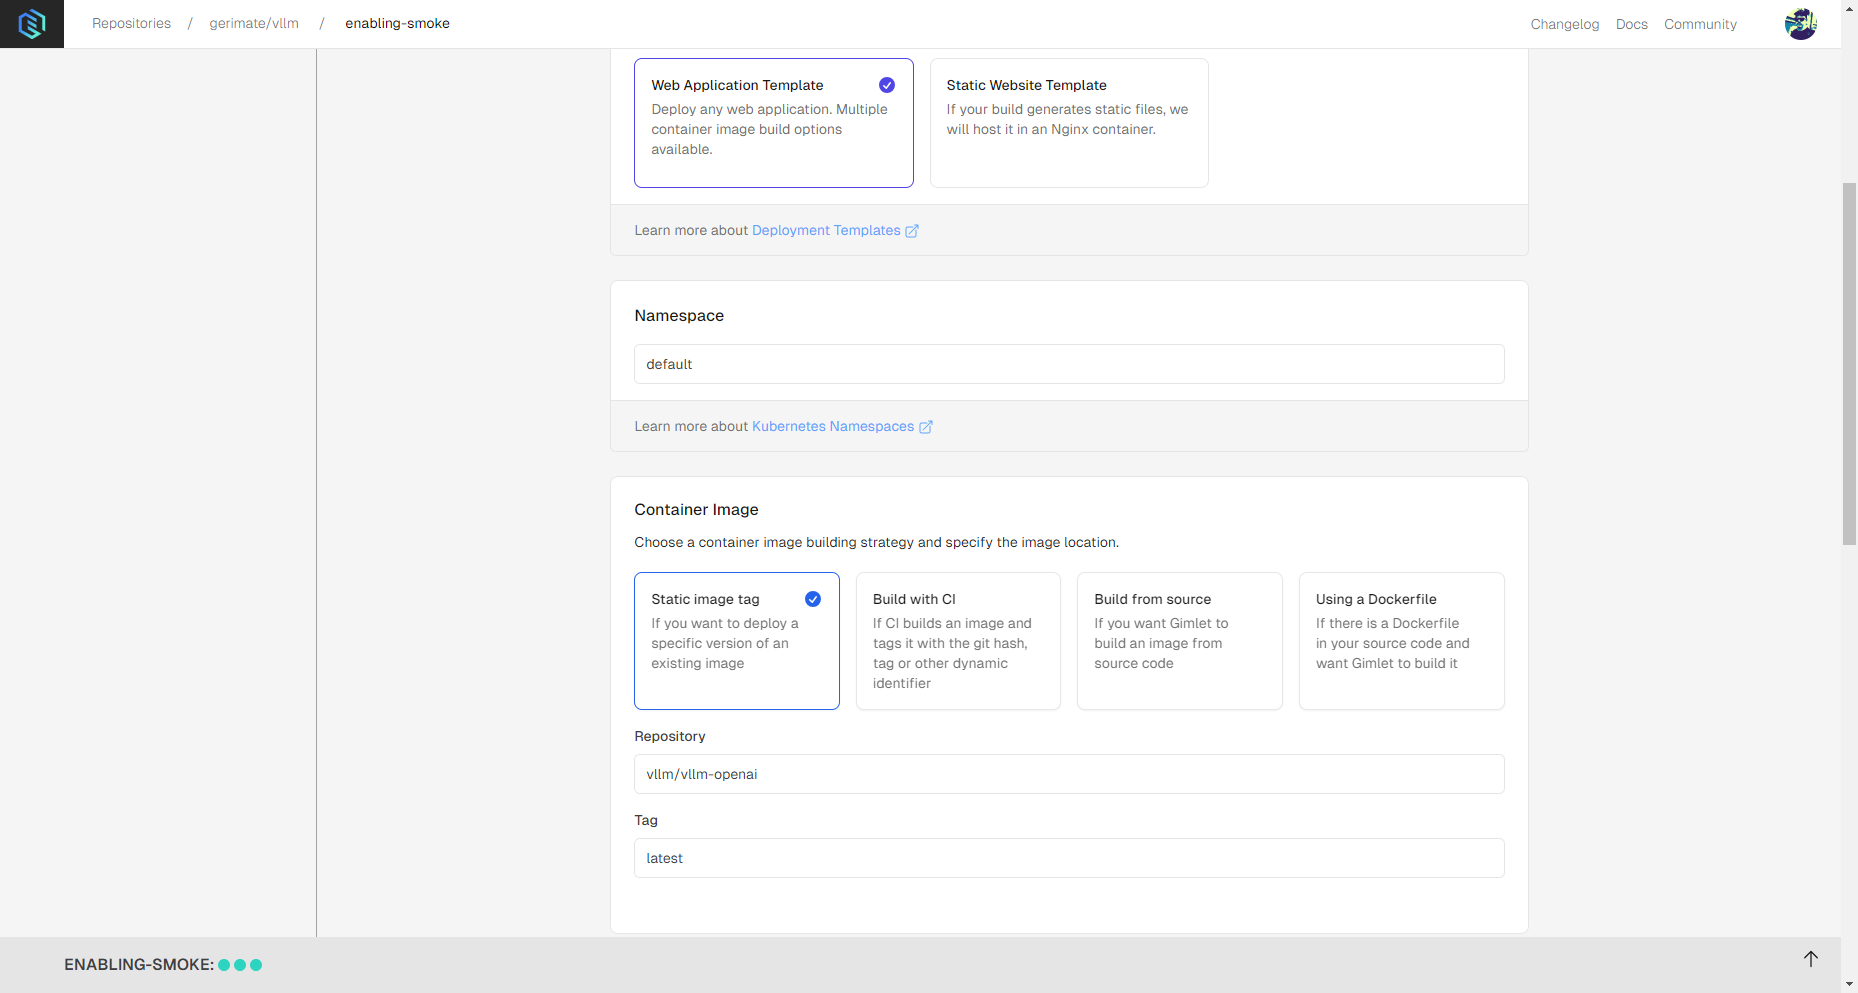 Repositories / gerimate/vllm / enabling-smoke
Changelog Docs Community
Web Application Template
Deploy any web application. Multiple
container image build options
available.
Static Website Template
If your build generates static files, we
will host it in an Nginx container.
Learn more about Deployment Templates
Namespace
default
Learn more about Kubernetes Namespaces
Container Image
Choose a container image building strategy and specify the image location.
Static image tag
If you want to deploy a
specific version of an
existing image
Build with CI
If CI builds an image and
tags it with the git hash,
tag or other dynamic
identifier
Build from source
If you want Gimlet to
build an image from
source code
Using a Dockerfile
If there is a Dockerfile
in your source code and
want Gimlet to build it
Repository
vllm/vllm-openai
Tag
latest
ENABLING-SMOKE: